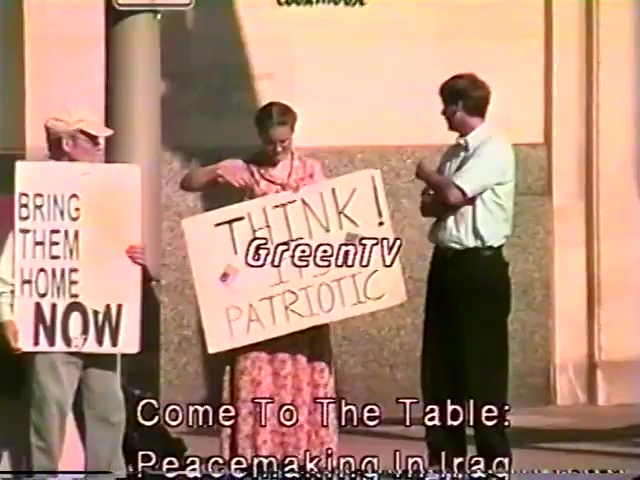 BRING
THEM
HOME
NOW
THINK!
GreenTV
IT'S
PATRIOTIC
Come To The Table:
Peacemaking In Iraq